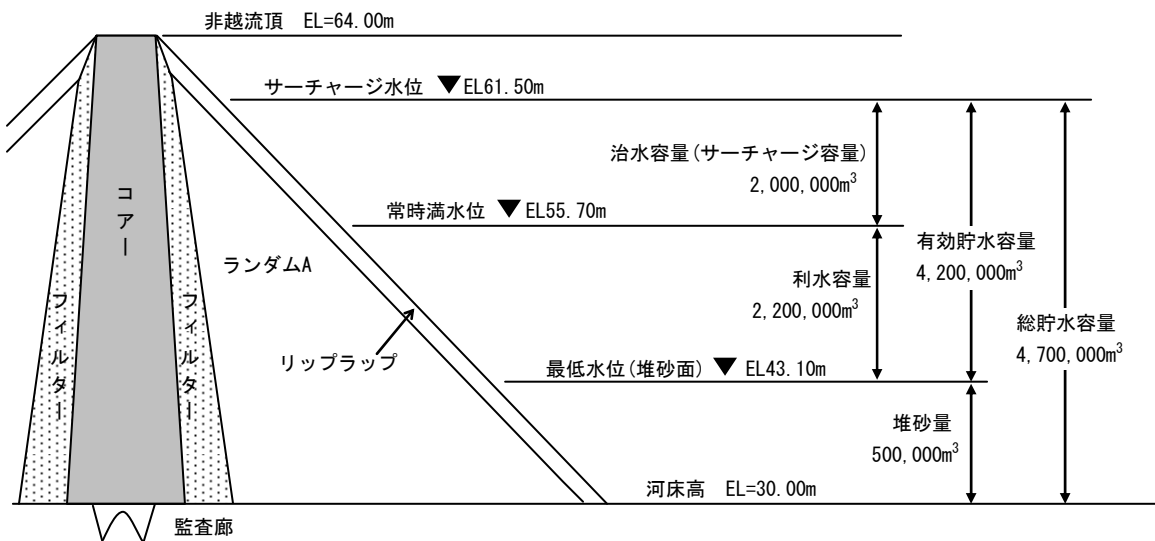 非越流頂 EL=64.00m
サーチャージ水位 ▼EL61.50m
治水容量(サーチャージ容量)
2,000,000m³
常時満水位 ▼EL55.70m
有効貯水容量
4,200,000m³
コアー
ランダムA
利水容量
2,200,000m³
総貯水容量
4,700,000m³
フィルター
フィルター
リップラップ
最低水位(堆砂面) ▼ EL43.10m
堆砂量
500,000m³
河床高 EL=30.00m
監査廊